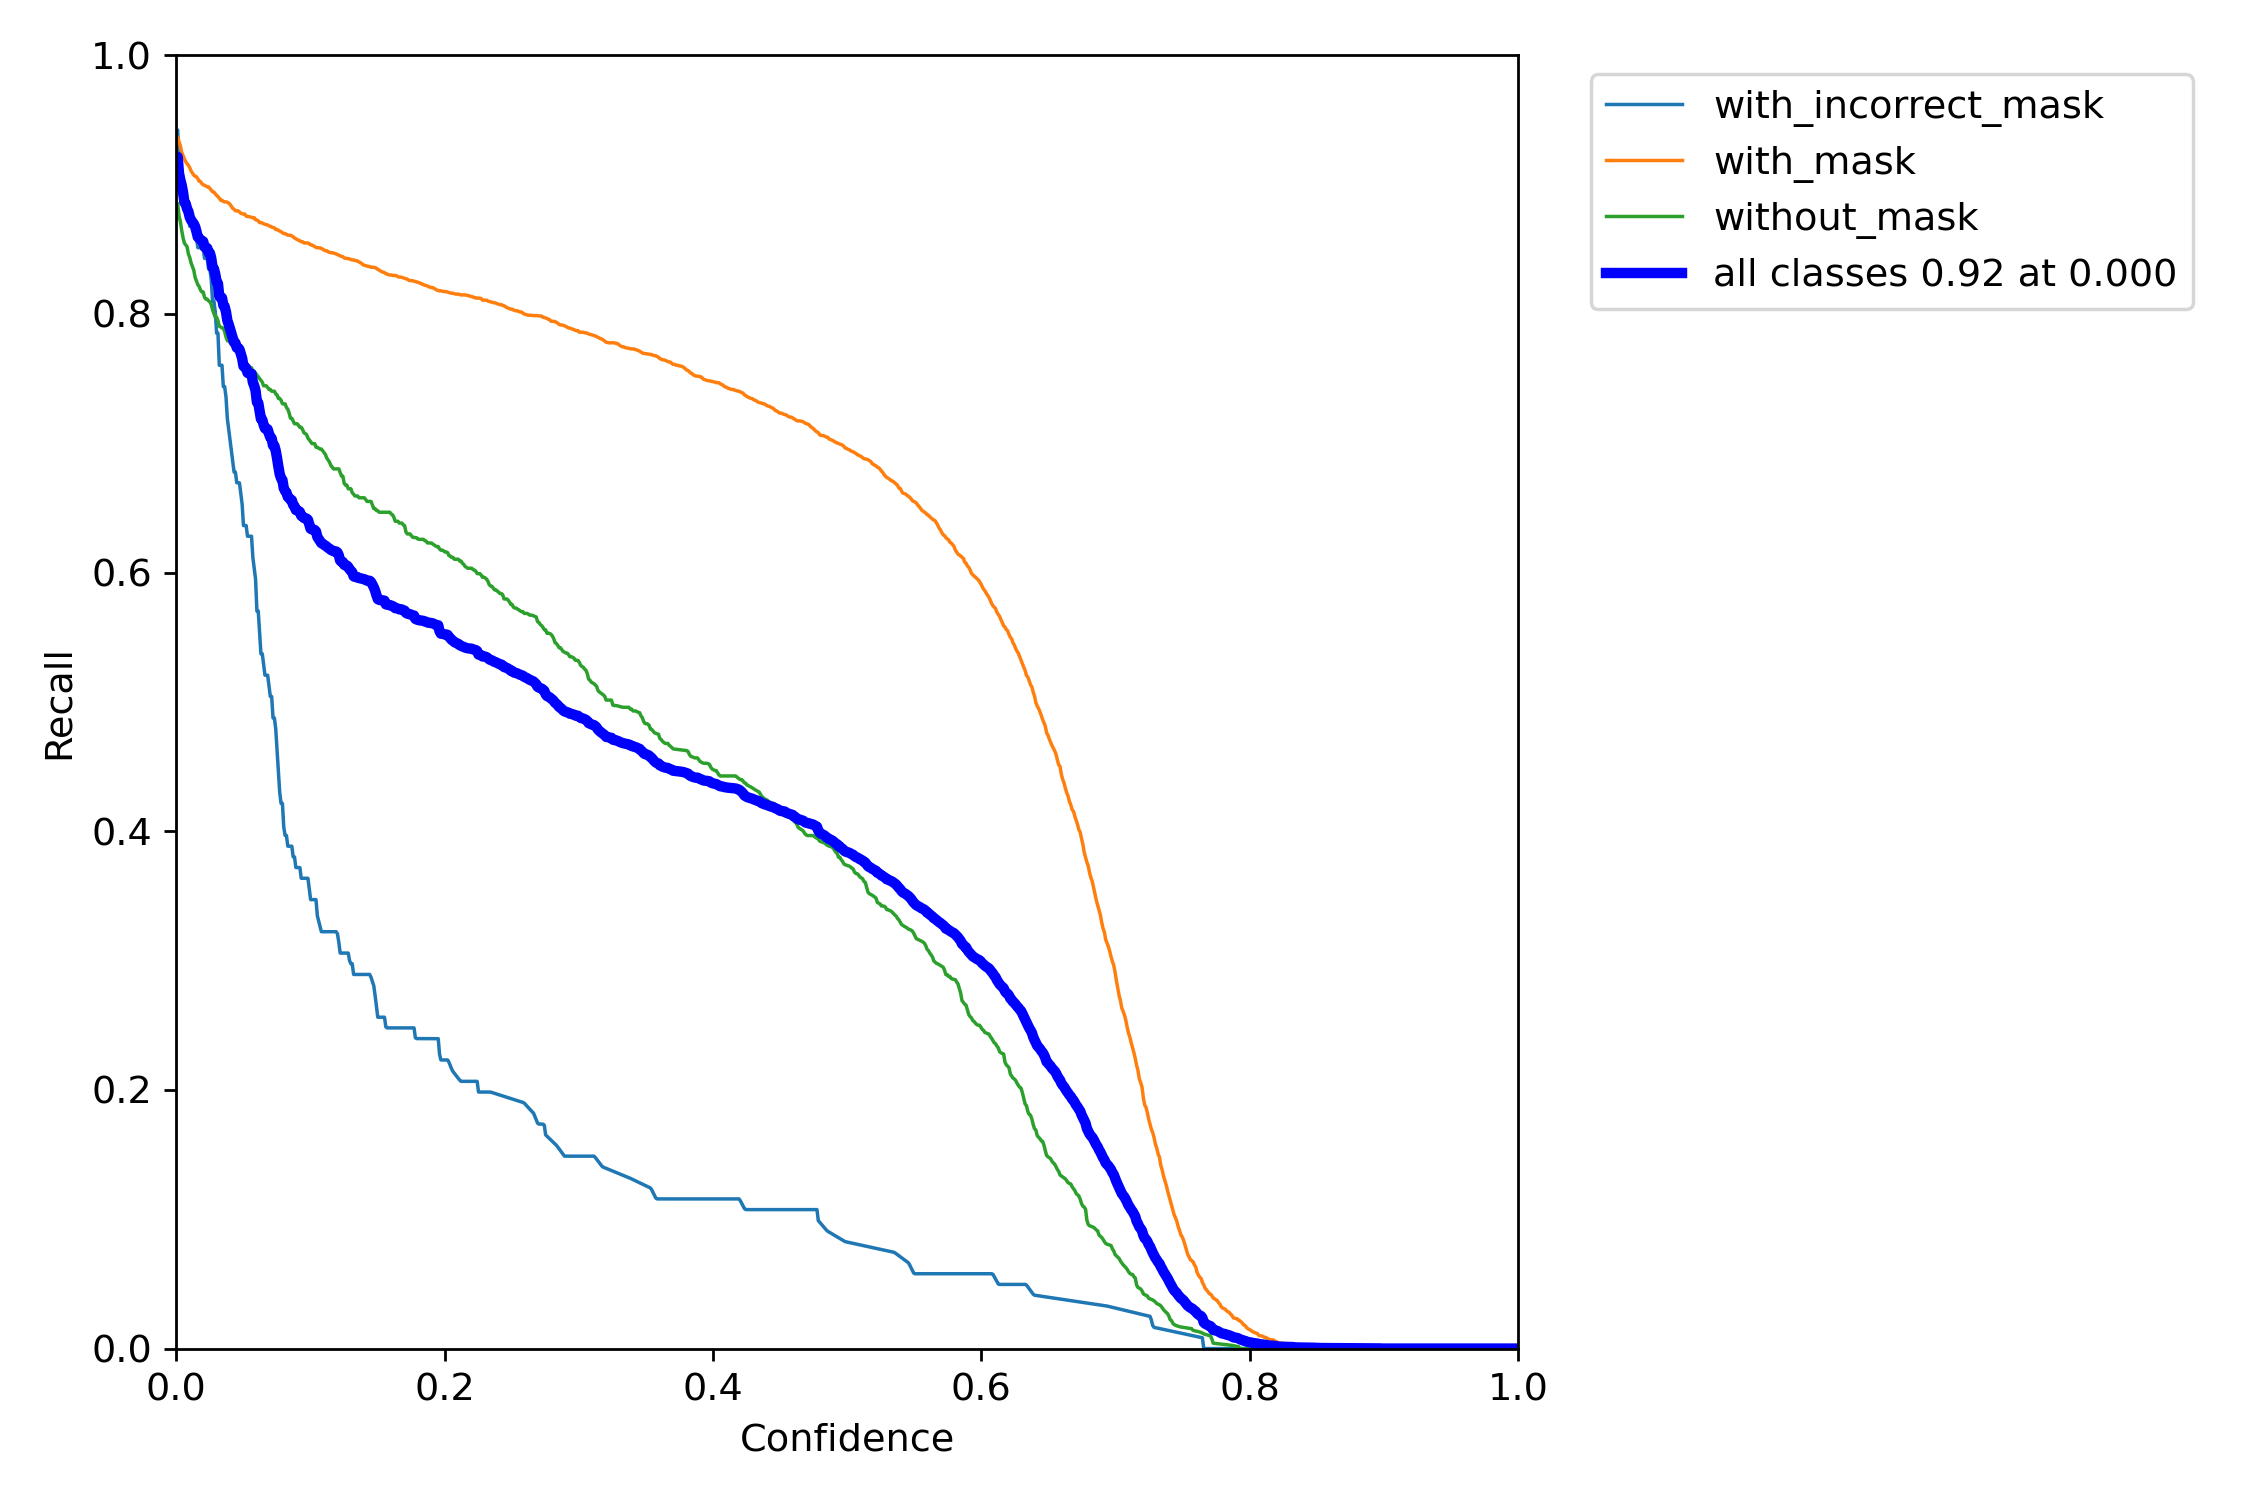 1.0
0.8
0.6
0.4
0.2
0.0
Recall
0.0 0.2 0.4 0.6 0.8 1.0
Confidence
with_incorrect_mask
with_mask
without_mask
all classes 0.92 at 0.000